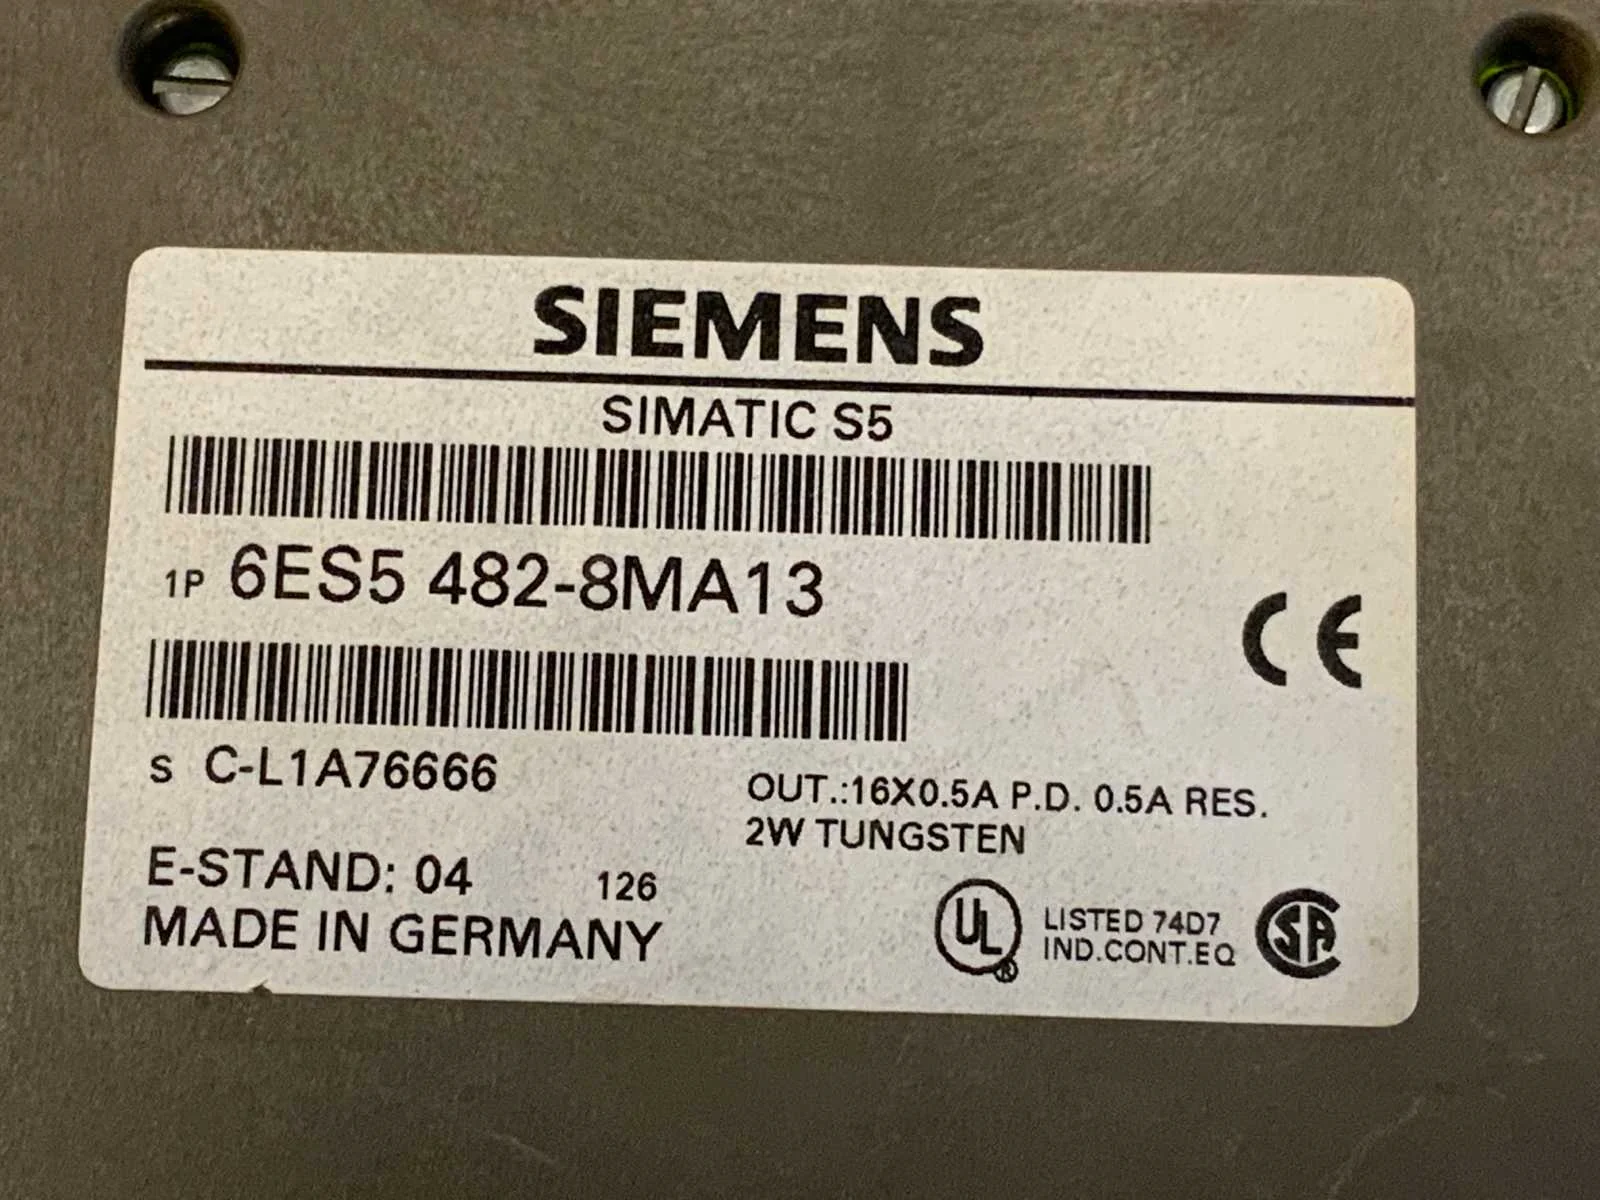 SIEMENS
SIMATIC S5
1P 6ES5 482-8MA13
S C-L1A76666
OUT.:16X0.5A P.D. 0.5A RES.
2W TUNGSTEN
E-STAND: 04 126
MADE IN GERMANY
CE
UL ® LISTED 74D7
IND.CONT.EQ
SA